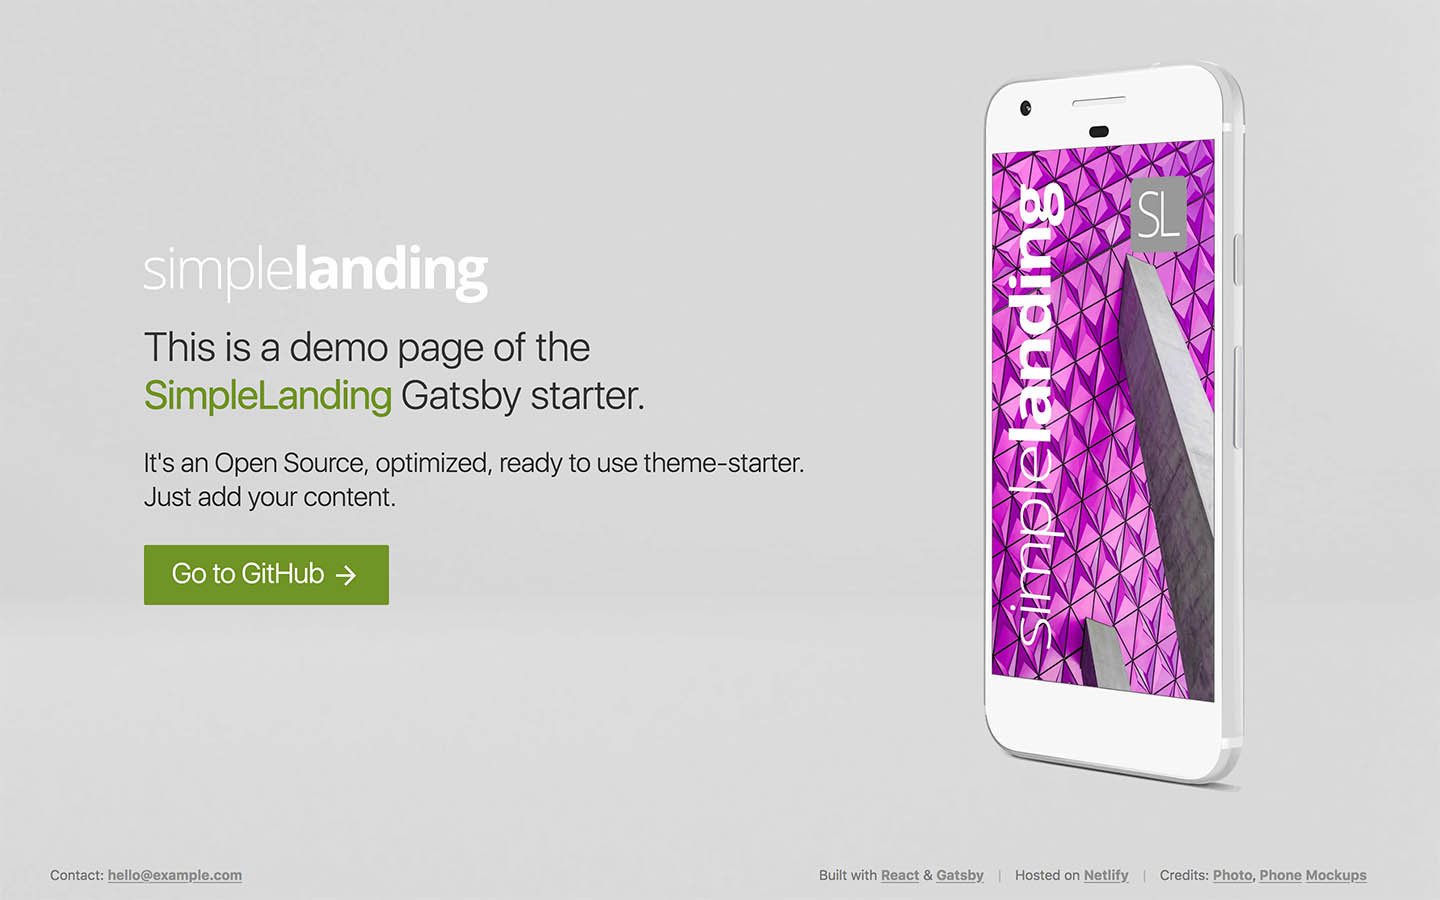 simplelanding
This is a demo page of the
SimpleLanding Gatsby starter.
It's an Open Source, optimized, ready to use theme-starter.
Just add your content.
Go to GitHub →
simplelanding
SL
Contact: hello@example.com
Built with React & Gatsby | Hosted on Netlify | Credits: Photo, Phone Mockups